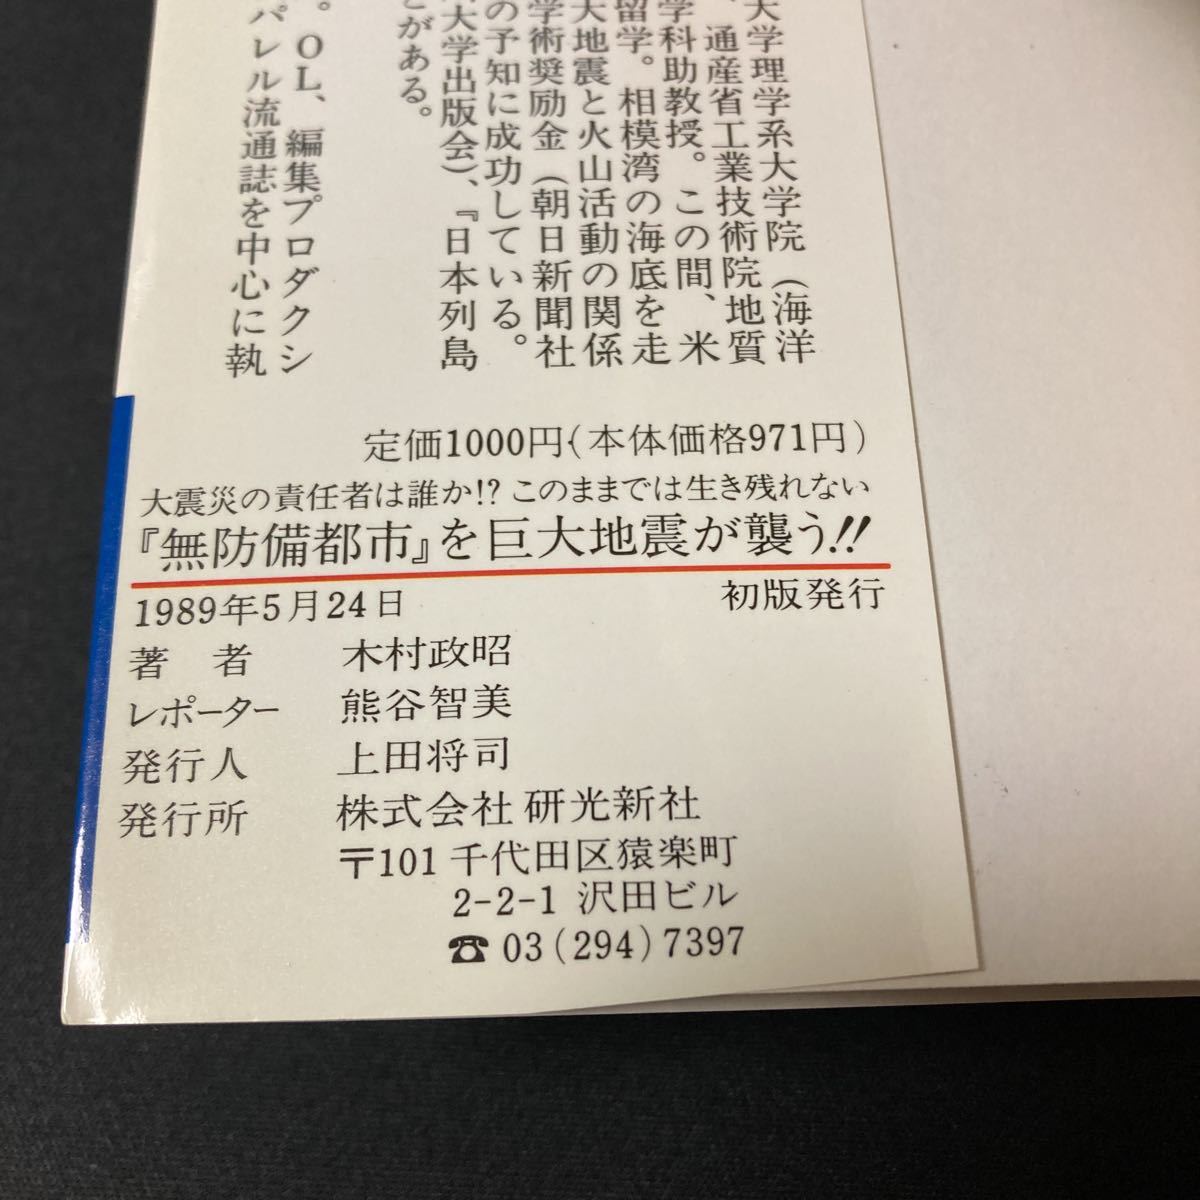 大学理学系大学院(海洋
、通産省工業技術院地質
学科助教授。この間、米
留学。相模湾の海底を走
大地震と火山活動の関係
学術奨励金(朝日新聞社
の予知に成功している。
大学出版会)、『日本列島
とがある。
。OL、編集プロダクシ
パレル流通誌を中心に執
定価1000円(本体価格971円)
大震災の責任者は誰か!?このままでは生き残れない
『無防備都市』を巨大地震が襲う!!
1989年5月24日 初版発行
著 者 木村政昭
レポーター 熊谷智美
発行人 上田将司
発行所 株式会社 研光新社
〒101 千代田区猿楽町
2-2-1 沢田ビル
☎ 03(294)7397